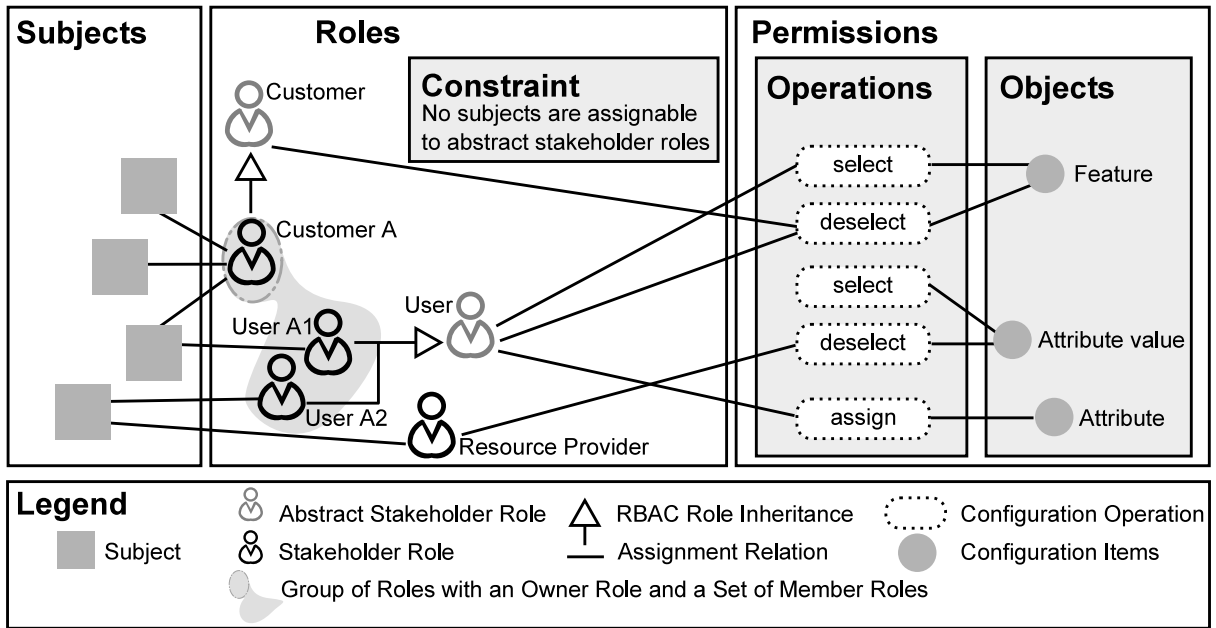 Subjects
Roles
Permissions
Customer
Constraint
No subjects are assignable
to abstract stakeholder roles
Operations
Objects
select
Feature
deselect
Customer A
select
User
User A1
deselect
Attribute value
User A2
assign
Attribute
Resource Provider
Legend
Subject
Abstract Stakeholder Role
Stakeholder Role
Group of Roles with an Owner Role and a Set of Member Roles
RBAC Role Inheritance
Assignment Relation
Configuration Operation
Configuration Items